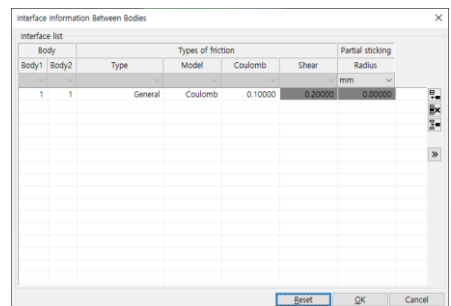 Interface Information Between Bodies
Interface list
Body Types of friction Partial sticking
Body1 Body2 Type Model Coulomb Shear Radius
mm
1 1 General Coulomb 0.10000 0.20000 0.00000
Reset OK Cancel